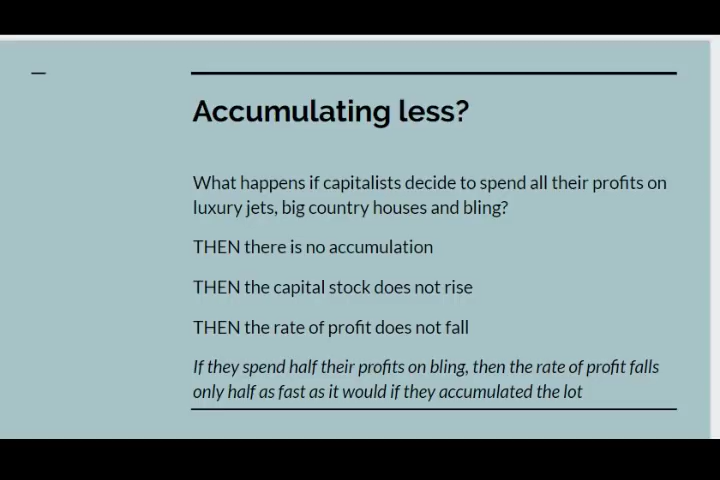 Accumulating less?
What happens if capitalists decide to spend all their profits on
luxury jets, big country houses and bling?
THEN there is no accumulation
THEN the capital stock does not rise
THEN the rate of profit does not fall
If they spend half their profits on bling, then the rate of profit falls
only half as fast as it would if they accumulated the lot